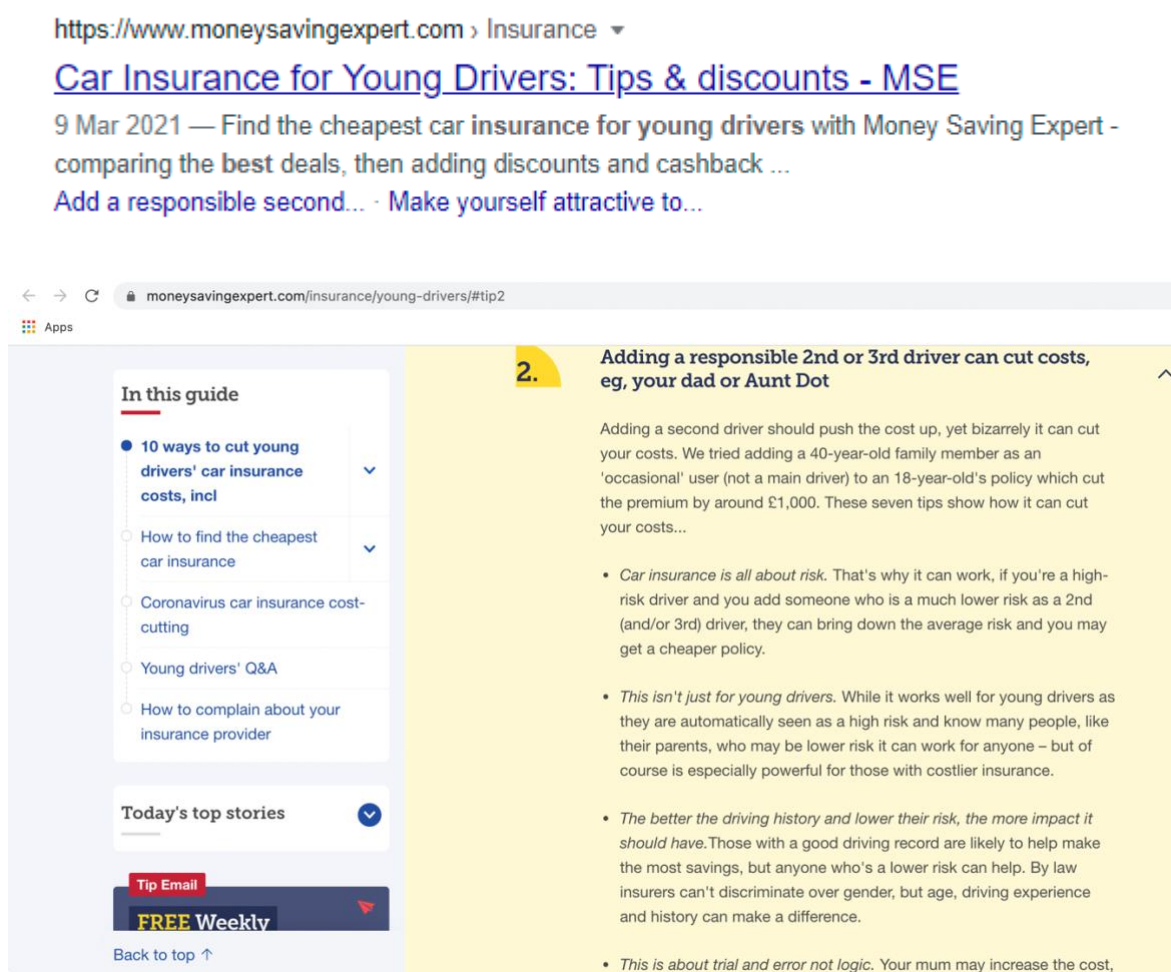 https://www.moneysavingexpert.com › Insurance
Car Insurance for Young Drivers: Tips & discounts - MSE
9 Mar 2021 — Find the cheapest car insurance for young drivers with Money Saving Expert -
comparing the best deals, then adding discounts and cashback ...
Add a responsible second... · Make yourself attractive to...
moneysavingexpert.com/insurance/young-drivers/#tip2
Apps
In this guide
10 ways to cut young
drivers' car insurance
costs, incl
How to find the cheapest
car insurance
Coronavirus car insurance cost-
cutting
Young drivers' Q&A
How to complain about your
insurance provider
Today's top stories
Tip Email
FREE Weekly
Back to top ↑
2.
Adding a responsible 2nd or 3rd driver can cut costs,
eg, your dad or Aunt Dot
Adding a second driver should push the cost up, yet bizarrely it can cut
your costs. We tried adding a 40-year-old family member as an
'occasional' user (not a main driver) to an 18-year-old's policy which cut
the premium by around £1,000. These seven tips show how it can cut
your costs...
• Car insurance is all about risk. That's why it can work, if you're a high-
risk driver and you add someone who is a much lower risk as a 2nd
(and/or 3rd) driver, they can bring down the average risk and you may
get a cheaper policy.
• This isn't just for young drivers. While it works well for young drivers as
they are automatically seen as a high risk and know many people, like
their parents, who may be lower risk it can work for anyone – but of
course is especially powerful for those with costlier insurance.
• The better the driving history and lower their risk, the more impact it
should have.Those with a good driving record are likely to help make
the most savings, but anyone who's a lower risk can help. By law
insurers can't discriminate over gender, but age, driving experience
and history can make a difference.
• This is about trial and error not logic. Your mum may increase the cost,